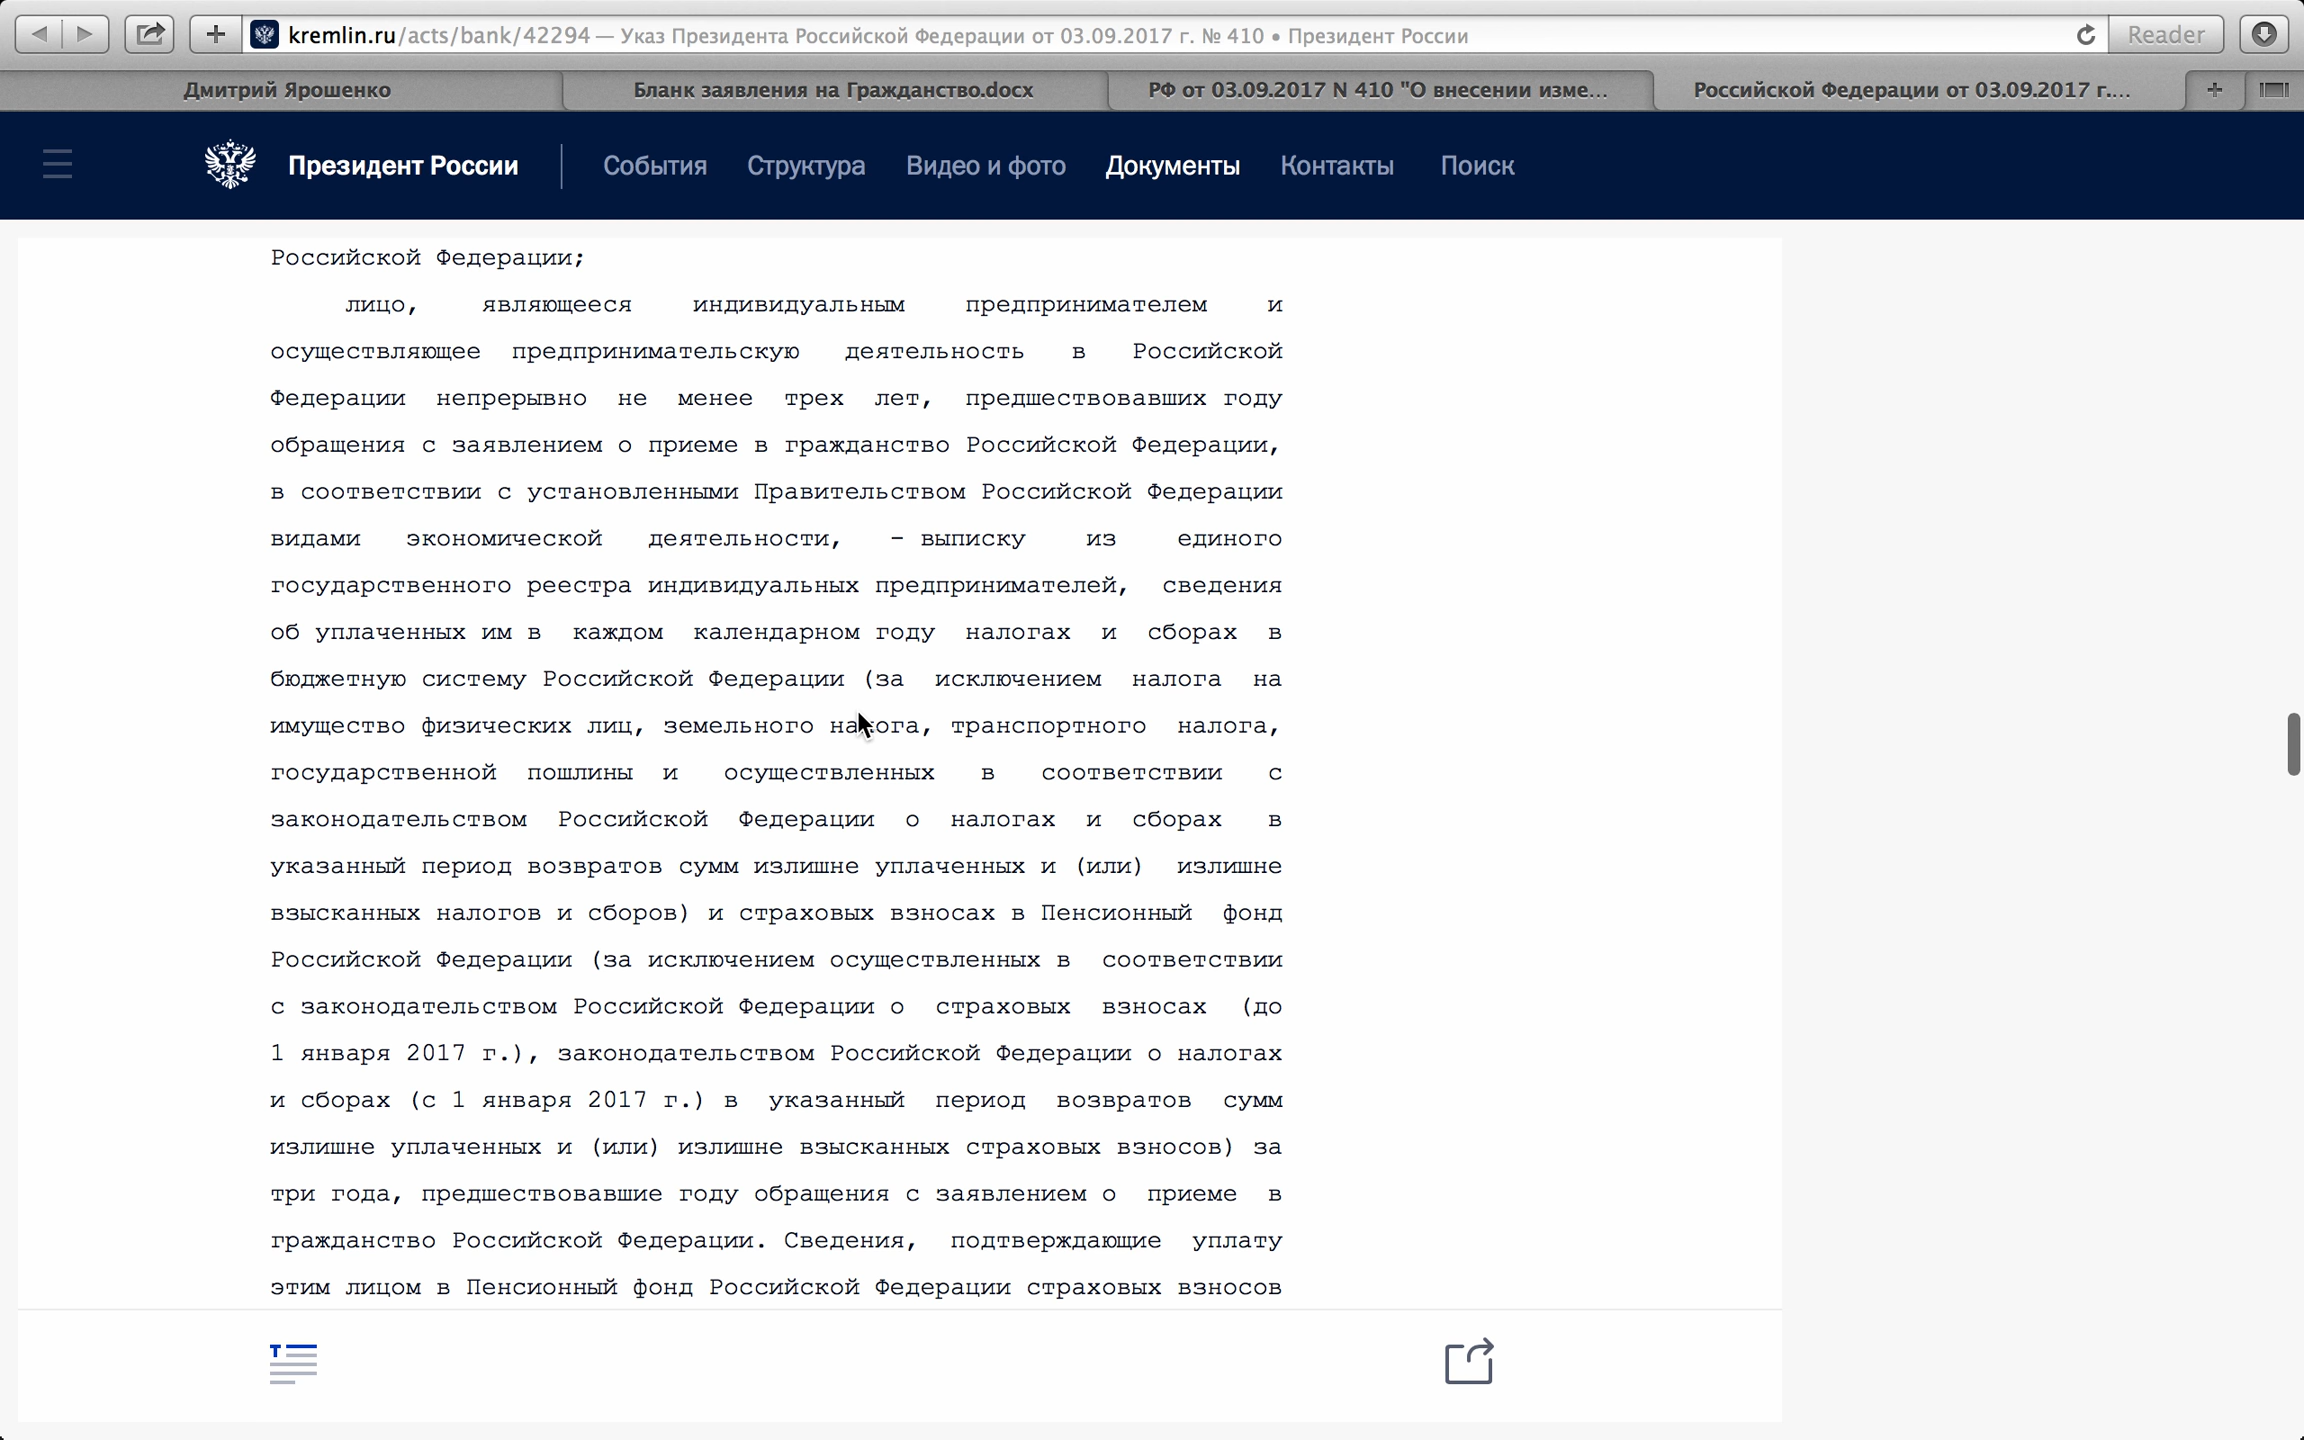 kremlin.ru/acts/bank/42294 — Указ Президента Российской Федерации от 03.09.2017 г. № 410 • Президент России
Reader
Дмитрий Ярошенко
Бланк заявления на Гражданство.docx
РФ от 03.09.2017 N 410 "О внесении изме...
Российской Федерации от 03.09.2017 г....
Президент России
События
Структура
Видео и фото
Документы
Контакты
Поиск
Российской Федерации;
лицо, являющееся индивидуальным предпринимателем и
осуществляющее предпринимательскую деятельность в Российской
Федерации непрерывно не менее трех лет, предшествовавших году
обращения с заявлением о приеме в гражданство Российской Федерации,
в соответствии с установленными Правительством Российской Федерации
видами экономической деятельности, - выписку из единого
государственного реестра индивидуальных предпринимателей, сведения
об уплаченных им в каждом календарном году налогах и сборах в
бюджетную систему Российской Федерации (за исключением налога на
имущество физических лиц, земельного налога, транспортного налога,
государственной пошлины и осуществленных в соответствии с
законодательством Российской Федерации о налогах и сборах в
указанный период возвратов сумм излишне уплаченных и (или) излишне
взысканных налогов и сборов) и страховых взносах в Пенсионный фонд
Российской Федерации (за исключением осуществленных в соответствии
с законодательством Российской Федерации о страховых взносах (до
1 января 2017 г.), законодательством Российской Федерации о налогах
и сборах (с 1 января 2017 г.) в указанный период возвратов сумм
излишне уплаченных и (или) излишне взысканных страховых взносов) за
три года, предшествовавшие году обращения с заявлением о приеме в
гражданство Российской Федерации. Сведения, подтверждающие уплату
этим лицом в Пенсионный фонд Российской Федерации страховых взносов